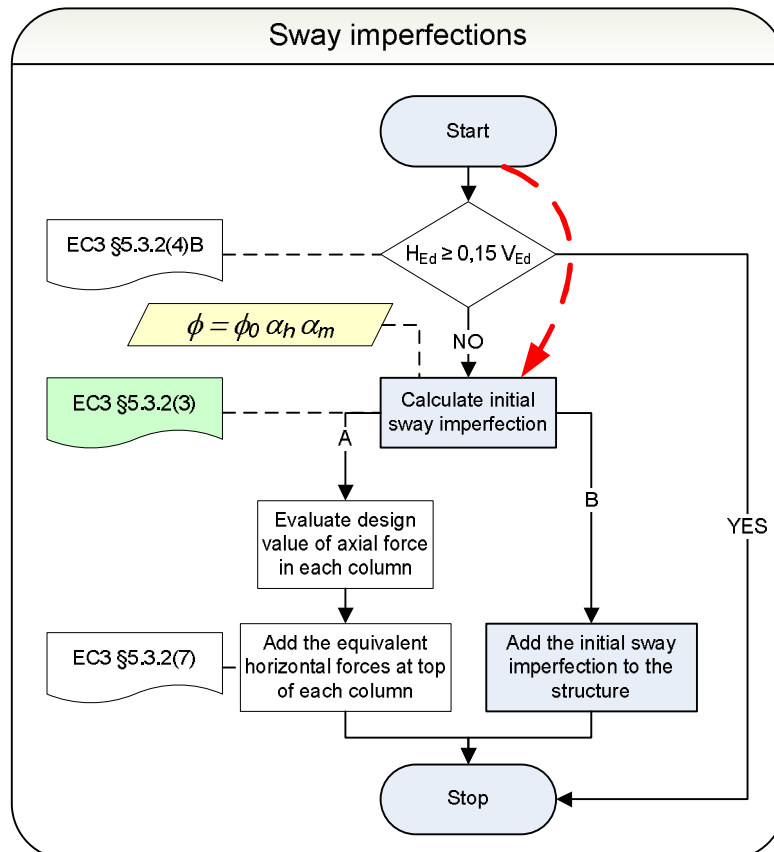 Sway imperfections
Start
EC3 §5.3.2(4)B
H_Ed ≥ 0,15 V_Ed
ϕ = ϕ₀ α_h α_m
NO
EC3 §5.3.2(3)
Calculate initial
sway imperfection
A
B
Evaluate design
value of axial force
in each column
YES
EC3 §5.3.2(7)
Add the equivalent
horizontal forces at top
of each column
Add the initial sway
imperfection to the
structure
Stop